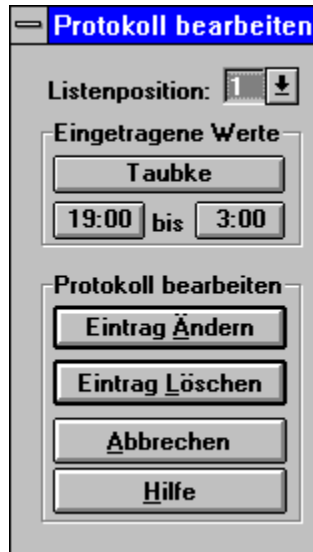 Protokoll bearbeiten
Listenposition: 1
Eingetragene Werte
Taubke
19:00 bis 3:00
Protokoll bearbeiten
Eintrag Ändern
Eintrag Löschen
Abbrechen
Hilfe